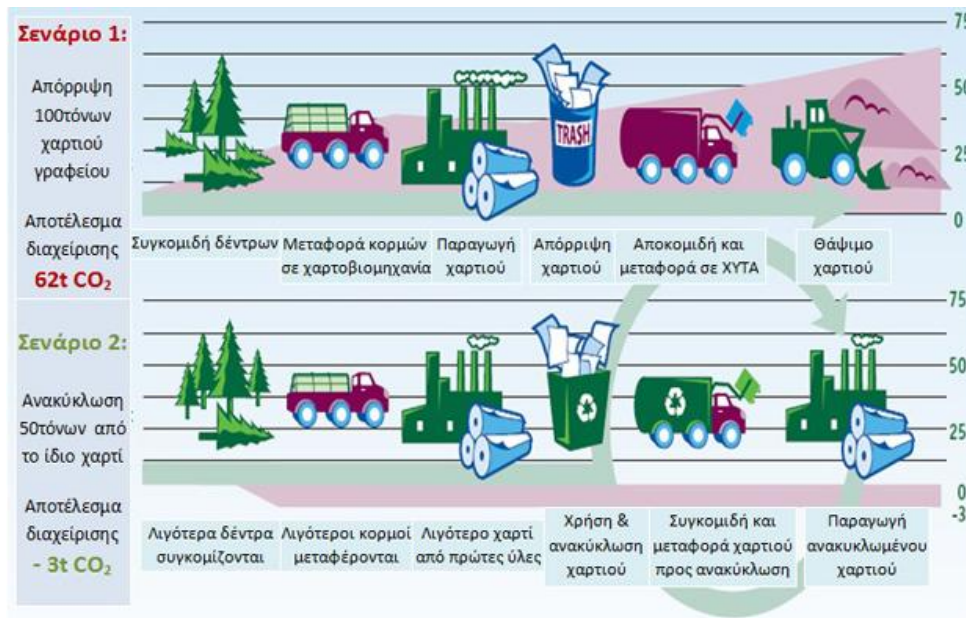 Σενάριο 1:
Απόρριψη
100τόνων
χαρτιού
γραφείου
Αποτέλεσμα
διαχείρισης
62t CO₂
75
50
25
0
TRASH
Συγκομιδή δέντρων
Μεταφορά κορμών
σε χαρτοβιομηχανία
Παραγωγή
χαρτιού
Απόρριψη
χαρτιού
Αποκομιδή και
μεταφορά σε ΧΥΤΑ
Θάψιμο
χαρτιού
Σενάριο 2:
Ανακύκλωση
50τόνων από
το ίδιο χαρτί
Αποτέλεσμα
διαχείρισης
- 3t CO₂
75
50
25
0
-3
Λιγότερα δέντρα
συγκομίζονται
Λιγότεροι κορμοί
μεταφέρονται
Λιγότερο χαρτί
από πρώτες ύλες
Χρήση &
ανακύκλωση
χαρτιού
Συγκομιδή και
μεταφορά χαρτιού
προς ανακύκλωση
Παραγωγή
ανακυκλωμένου
χαρτιού